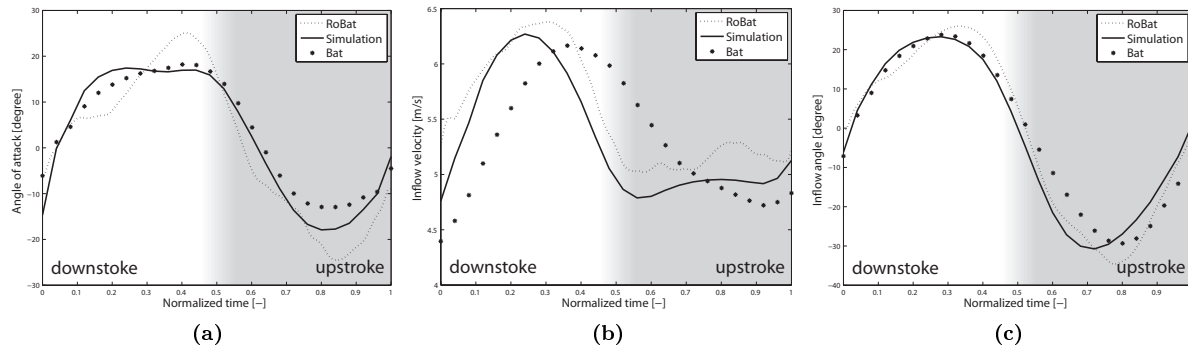 30
20
10
0
−10
−20
−30
Angle of attack [degree]
RoBat
Simulation
Bat
downstoke
upstroke
0 0.1 0.2 0.3 0.4 0.5 0.6 0.7 0.8 0.9 1
Normalized time [−]
(a)
6.5
6
5.5
5
4.5
4
Inflow velocity [m/s]
RoBat
Simulation
Bat
downstoke
upstroke
0 0.1 0.2 0.3 0.4 0.5 0.6 0.7 0.8 0.9 1
Normalized time [−]
(b)
30
20
10
0
−10
−20
−30
−40
Inflow angle [degree]
RoBat
Simulation
Bat
downstoke
upstroke
0 0.1 0.2 0.3 0.4 0.5 0.6 0.7 0.8 0.9
Normalized time [−]
(c)